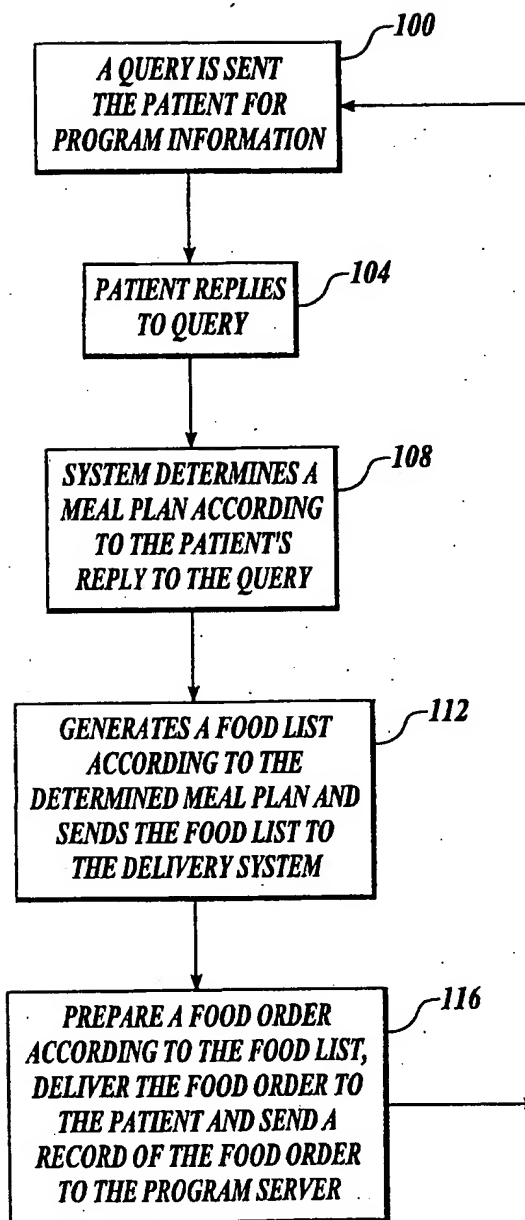 100
A QUERY IS SENT
THE PATIENT FOR
PROGRAM INFORMATION
104
PATIENT REPLIES
TO QUERY
108
SYSTEM DETERMINES A
MEAL PLAN ACCORDING
TO THE PATIENT'S
REPLY TO THE QUERY
112
GENERATES A FOOD LIST
ACCORDING TO THE
DETERMINED MEAL PLAN AND
SENDS THE FOOD LIST TO
THE DELIVERY SYSTEM
116
PREPARE A FOOD ORDER
ACCORDING TO THE FOOD LIST,
DELIVER THE FOOD ORDER TO
THE PATIENT AND SEND A
RECORD OF THE FOOD ORDER
TO THE PROGRAM SERVER